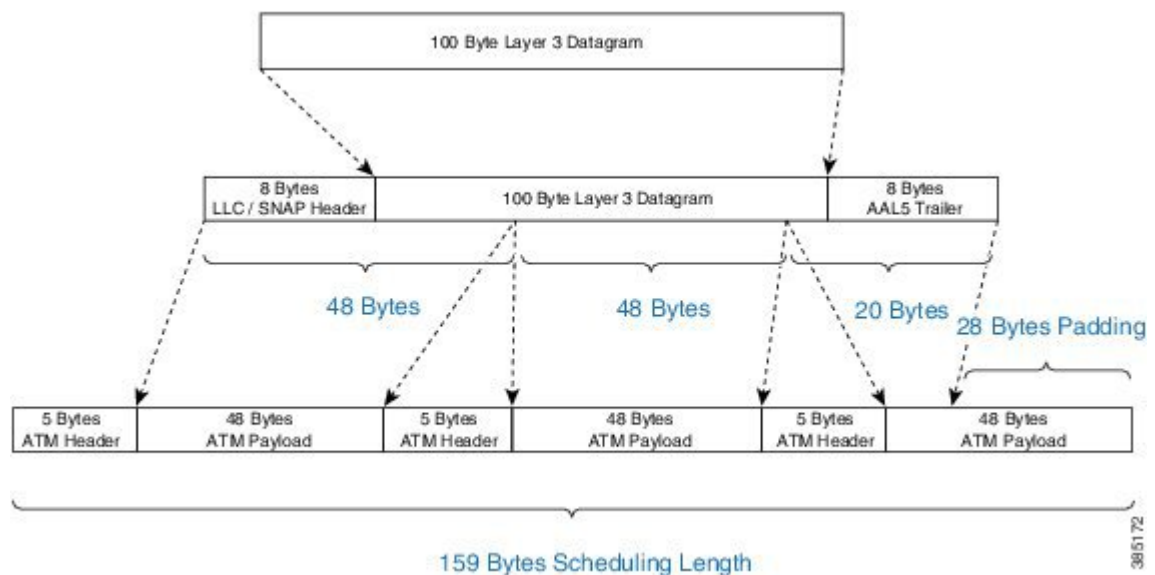 100 Byte Layer 3 Datagram
8 Bytes
LLC / SNAP Header
100 Byte Layer 3 Datagram
8 Bytes
AAL5 Trailer
48 Bytes
48 Bytes
20 Bytes
28 Bytes Padding
5 Bytes
ATM Header
48 Bytes
ATM Payload
5 Bytes
ATM Header
48 Bytes
ATM Payload
5 Bytes
ATM Header
48 Bytes
ATM Payload
159 Bytes Scheduling Length
385172